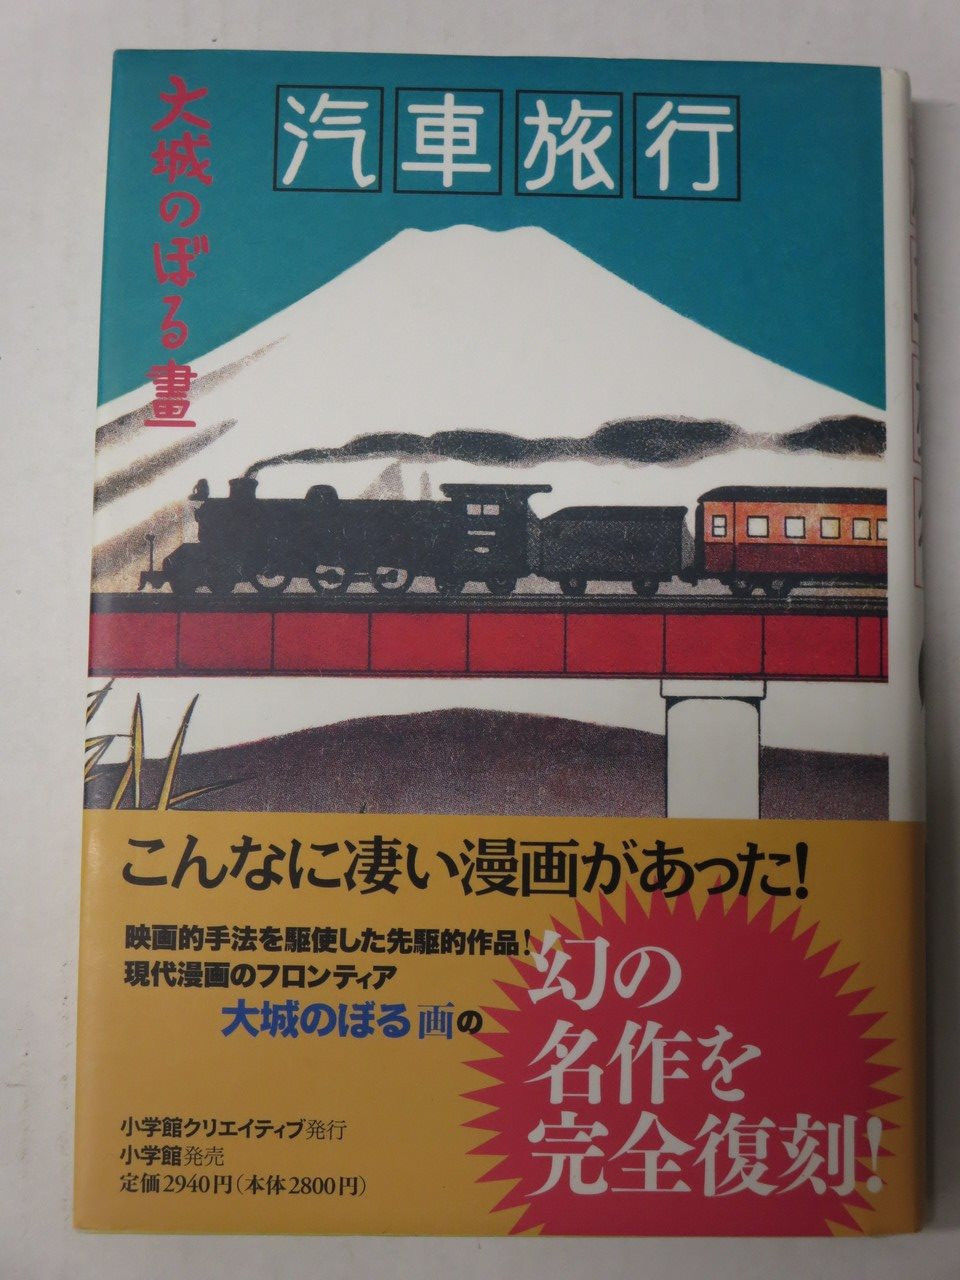 汽車旅行
大城のぼる畫
こんなに凄い漫画があった!
映画的手法を駆使した先駆的作品!
現代漫画のフロンティア
大城のぼる画の
幻の
名作を
完全復刻!
小学館クリエイティブ発行
小学館発売
定価2940円(本体2800円)